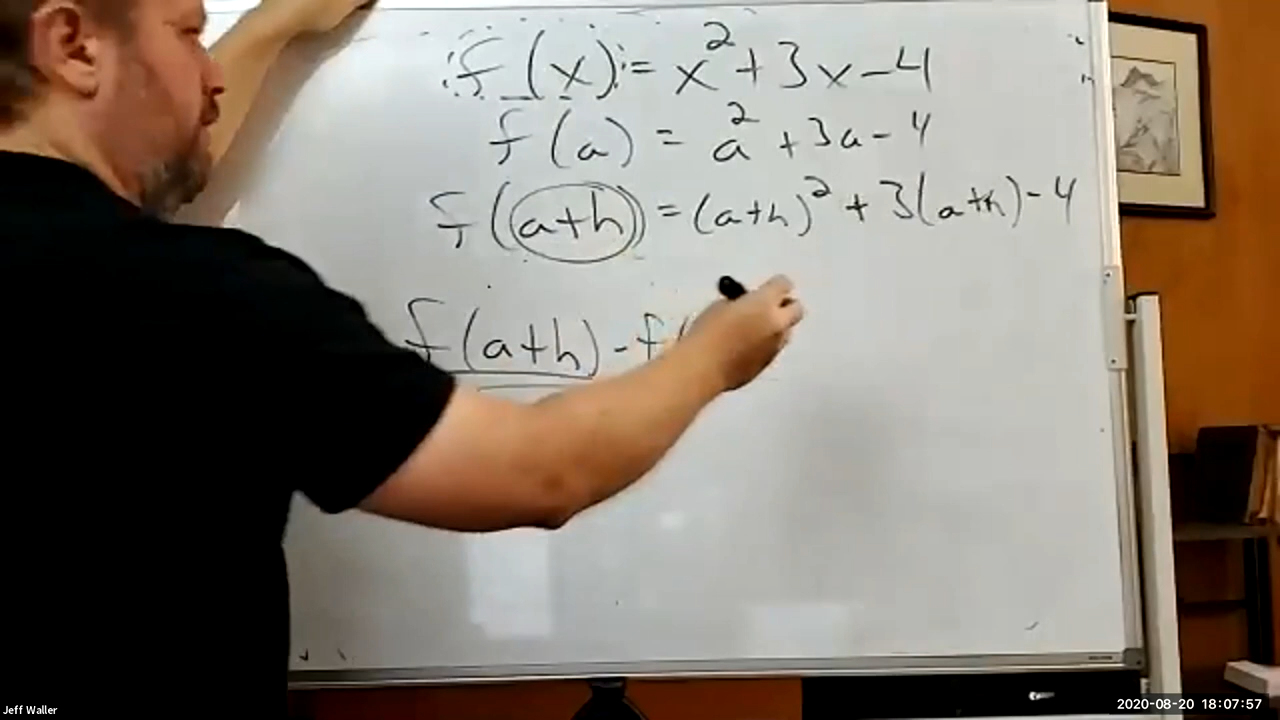 f(x) = x² + 3x - 4
f(a) = a² + 3a - 4
f(a+h) = (a+h)² + 3(a+h) - 4
f(a+h) - f(
Jeff Waller
2020-08-20 18:07:57